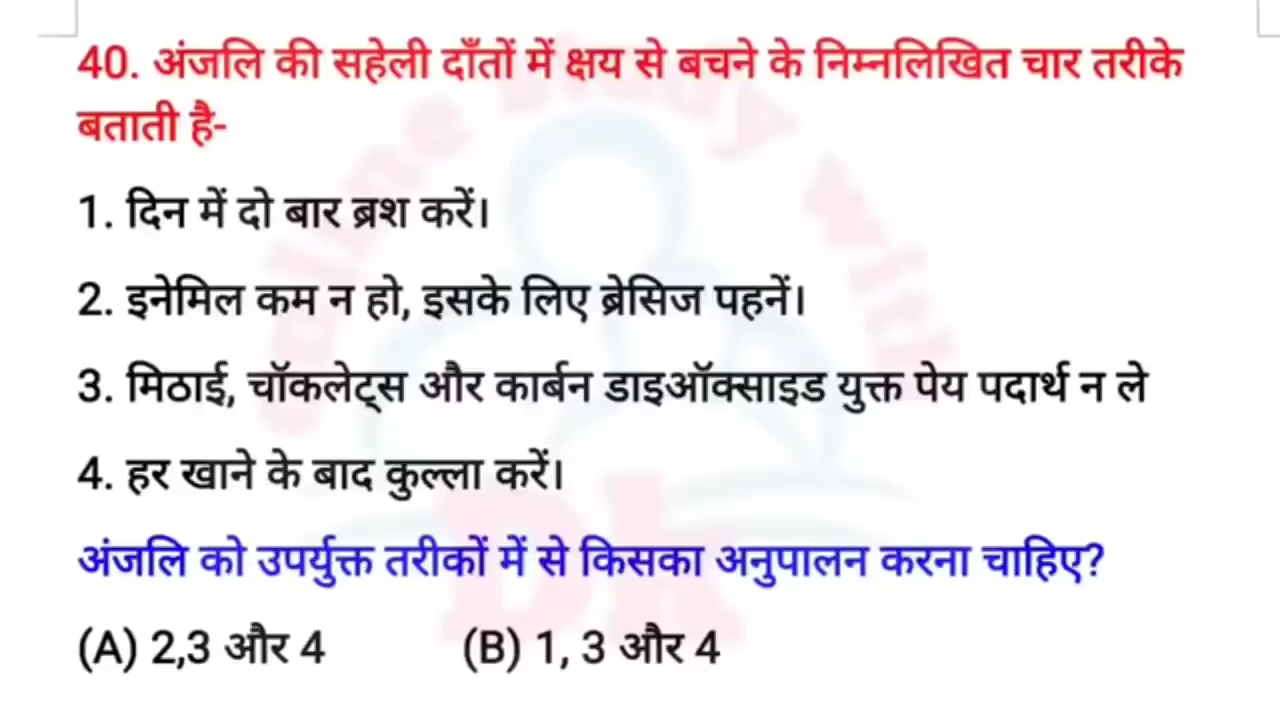 40. अंजलि की सहेली दाँतों में क्षय से बचने के निम्नलिखित चार तरीके
बताती है-
1. दिन में दो बार ब्रश करें।
2. इनेमिल कम न हो, इसके लिए ब्रेसिज पहनें।
3. मिठाई, चॉकलेट्स और कार्बन डाइऑक्साइड युक्त पेय पदार्थ न ले
4. हर खाने के बाद कुल्ला करें।
अंजलि को उपर्युक्त तरीकों में से किसका अनुपालन करना चाहिए?
(A) 2,3 और 4 (B) 1, 3 और 4